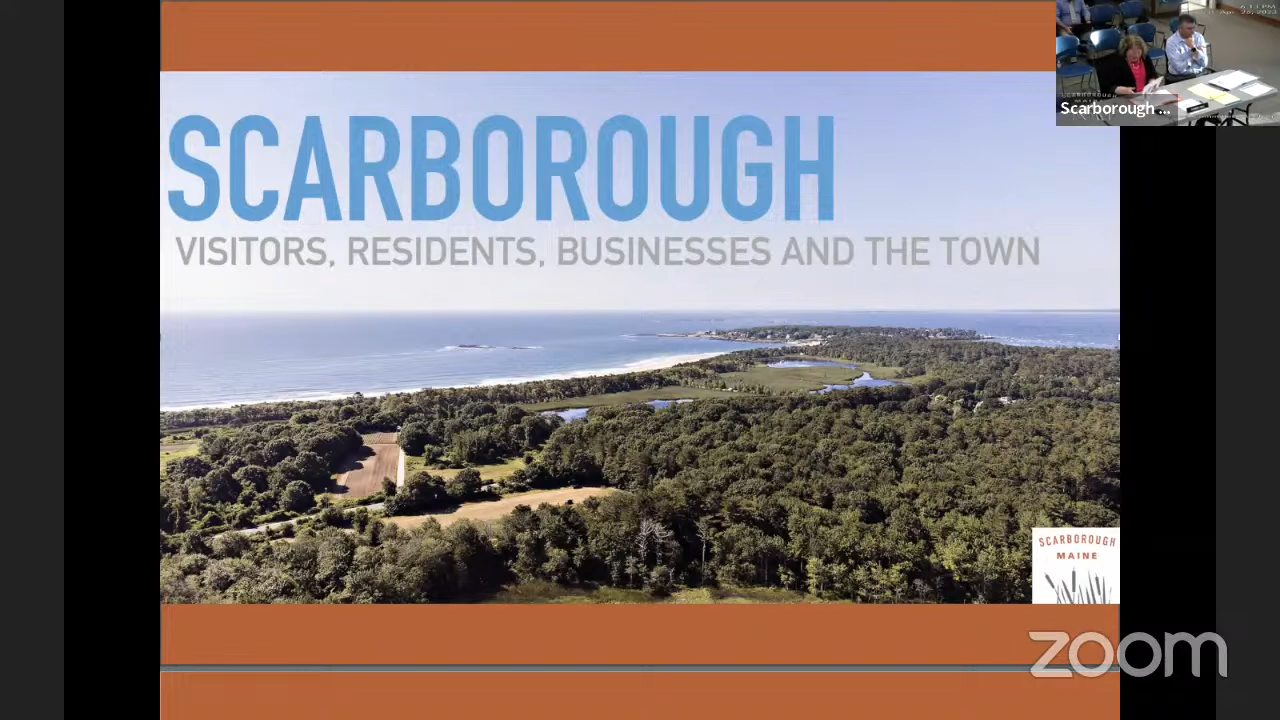 SCARBOROUGH
VISITORS, RESIDENTS, BUSINESSES AND THE TOWN
Scarborough ...
SCARBOROUGH
MAINE
zoom